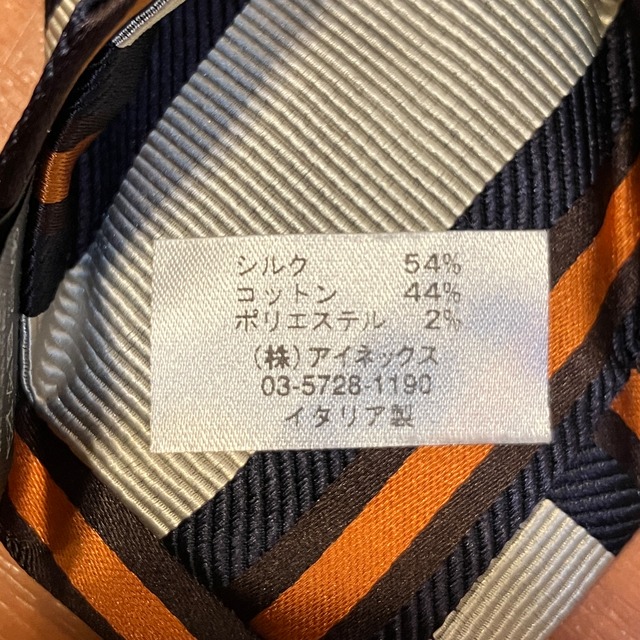 シルク 54%
コットン 44%
ポリエステル 2%
(株)アイネックス
03-5728-1190
イタリア製